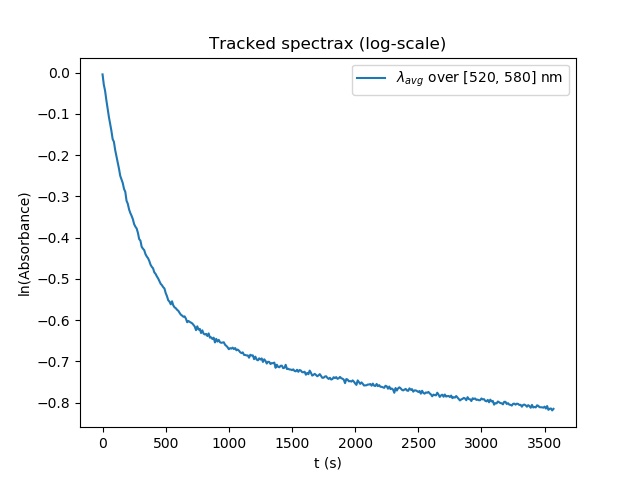 Tracked spectrax (log-scale)
λavg over [520, 580] nm
0.0
−0.1
−0.2
−0.3
−0.4
−0.5
−0.6
−0.7
−0.8
ln(Absorbance)
0 500 1000 1500 2000 2500 3000 3500
t (s)